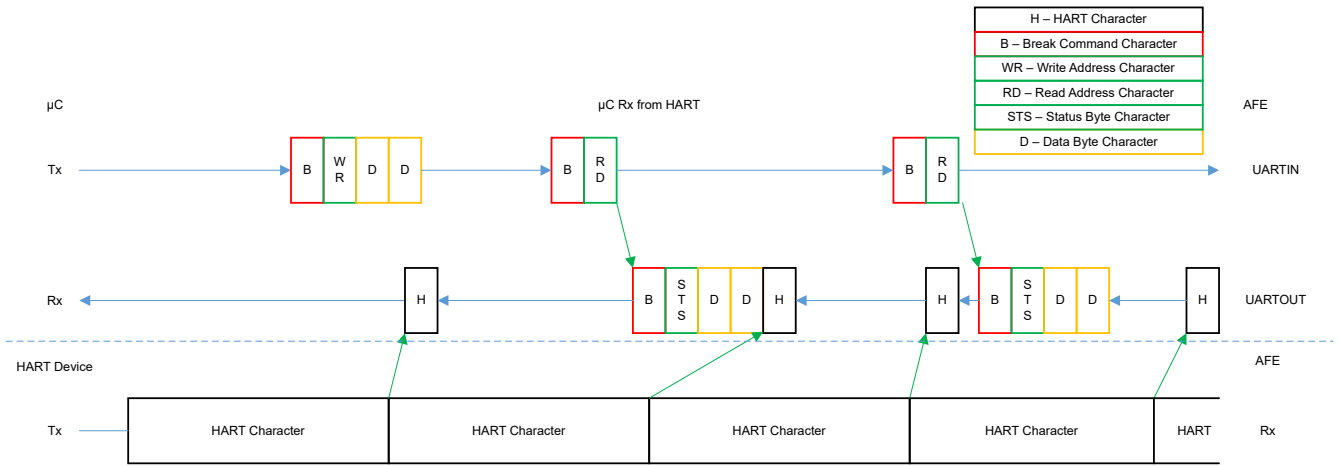 H – HART Character
B – Break Command Character
WR – Write Address Character
RD – Read Address Character
STS – Status Byte Character
D – Data Byte Character
µC
µC Rx from HART
AFE
Tx
B
W
R
D
D
B
R
D
B
R
D
UARTIN
Rx
H
B
S
T
S
D
D
H
H
B
S
T
S
D
D
H
UARTOUT
HART Device
AFE
Tx
HART Character
HART Character
HART Character
HART Character
HART
Rx